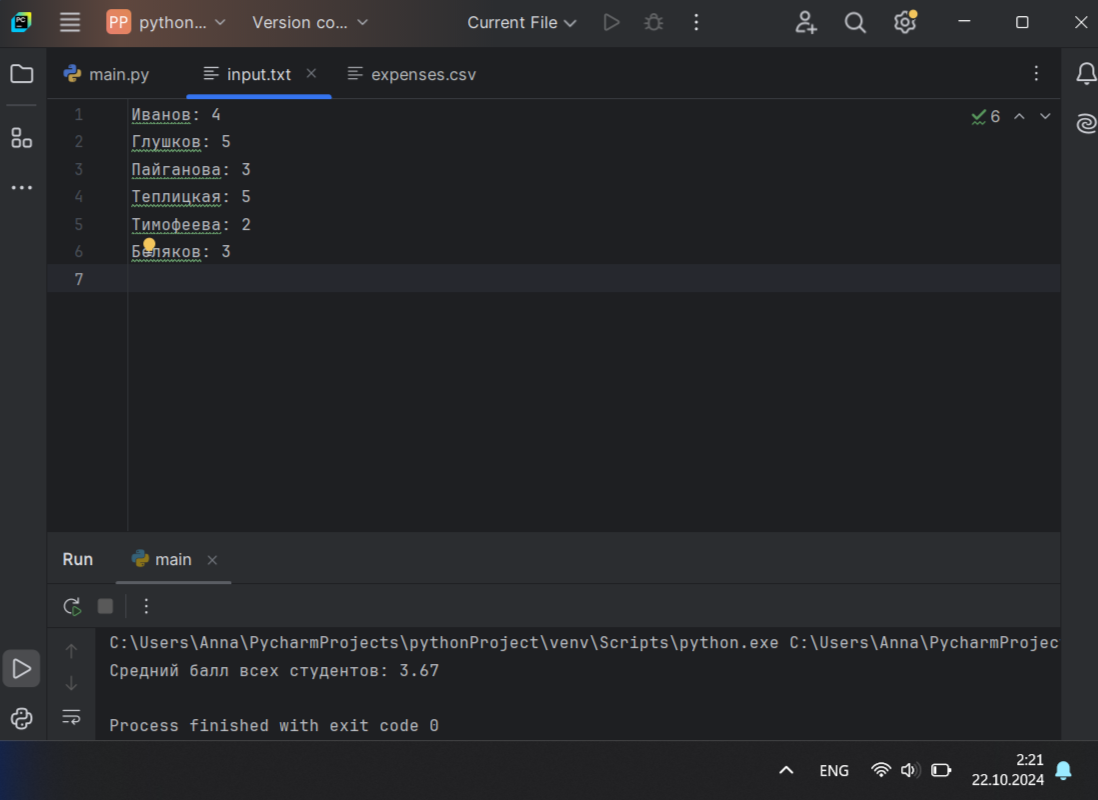 PC
PP python... Version co... Current File
main.py input.txt expenses.csv
1 Иванов: 4
6
2 Глушков: 5
3 Пайганова: 3
4 Теплицкая: 5
5 Тимофеева: 2
6 Беляков: 3
7
Run main
C:\Users\Anna\PycharmProjects\pythonProject\venv\Scripts\python.exe C:\Users\Anna\PycharmProjec
Средний балл всех студентов: 3.67
Process finished with exit code 0
ENG
2:21
22.10.2024